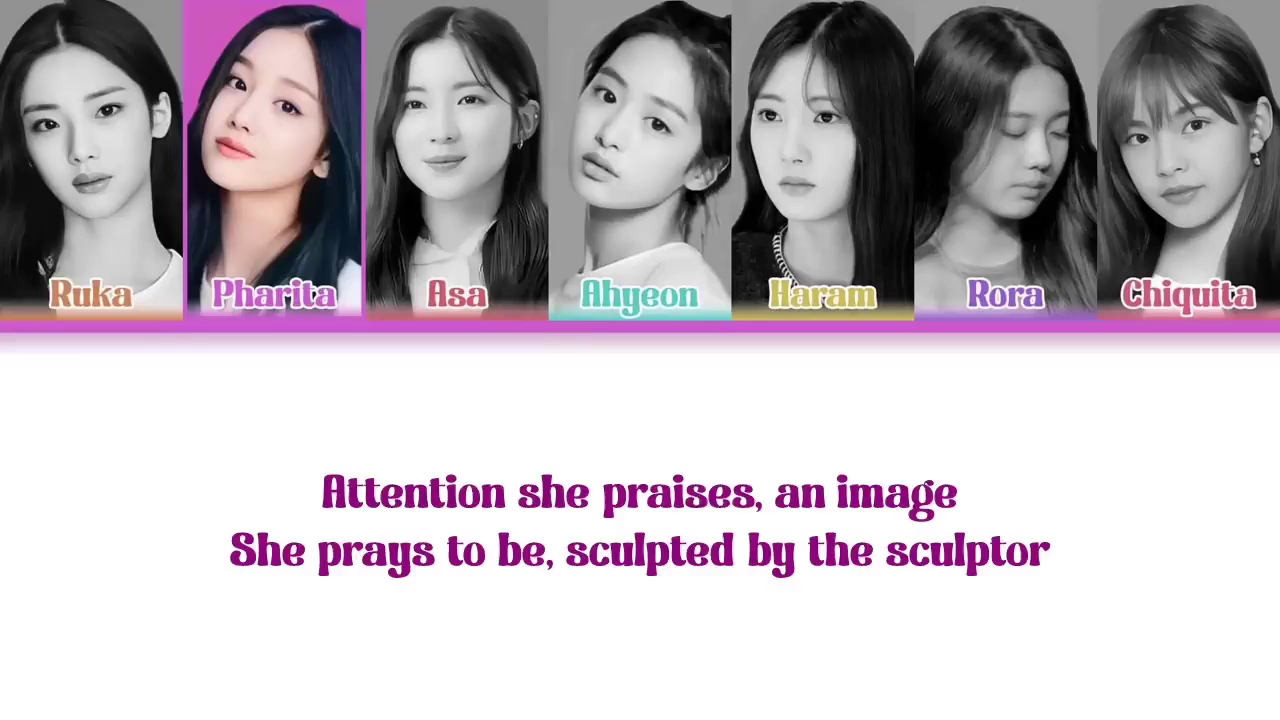 Ruka Pharita Asa Ahyeon Haram Rora Chiquita
Attention she praises, an image
She prays to be, sculpted by the sculptor